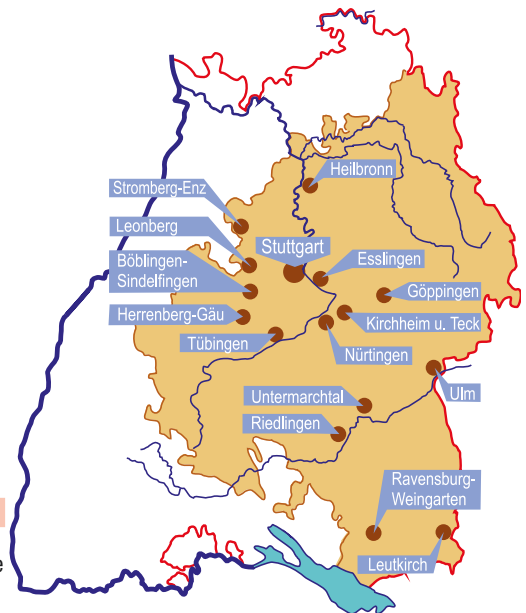 Heilbronn
Stromberg-Enz
Leonberg
Stuttgart
Böblingen-
Sindelfingen
Esslingen
Göppingen
Herrenberg-Gäu
Kirchheim u. Teck
Tübingen
Nürtingen
Ulm
Untermarchtal
Riedlingen
Ravensburg-
Weingarten
Leutkirch
e